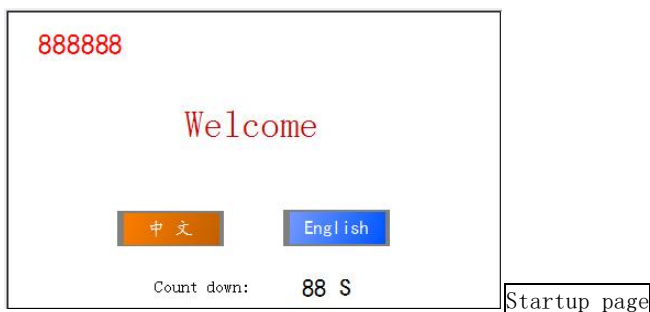 888888
Welcome
中文 English
Count down: 88 S
Startup page